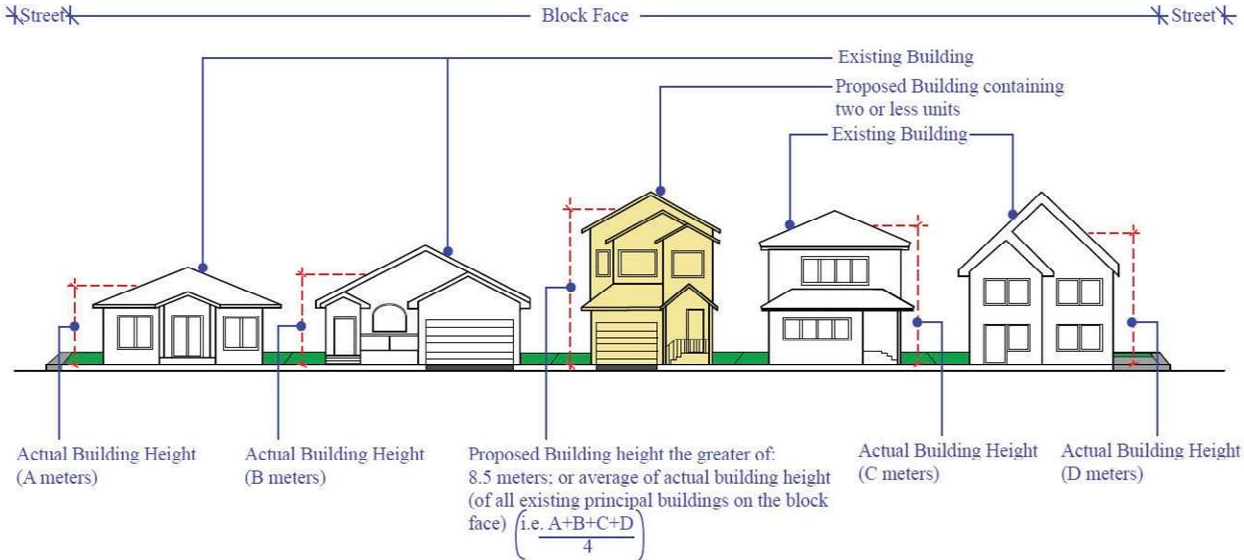 Street
Block Face
Street
Existing Building
Proposed Building containing
two or less units
Existing Building
Actual Building Height
(A meters)
Actual Building Height
(B meters)
Proposed Building height the greater of:
8.5 meters; or average of actual building height
(of all existing principal buildings on the block
face) (i.e. A+B+C+D
4)
Actual Building Height
(C meters)
Actual Building Height
(D meters)